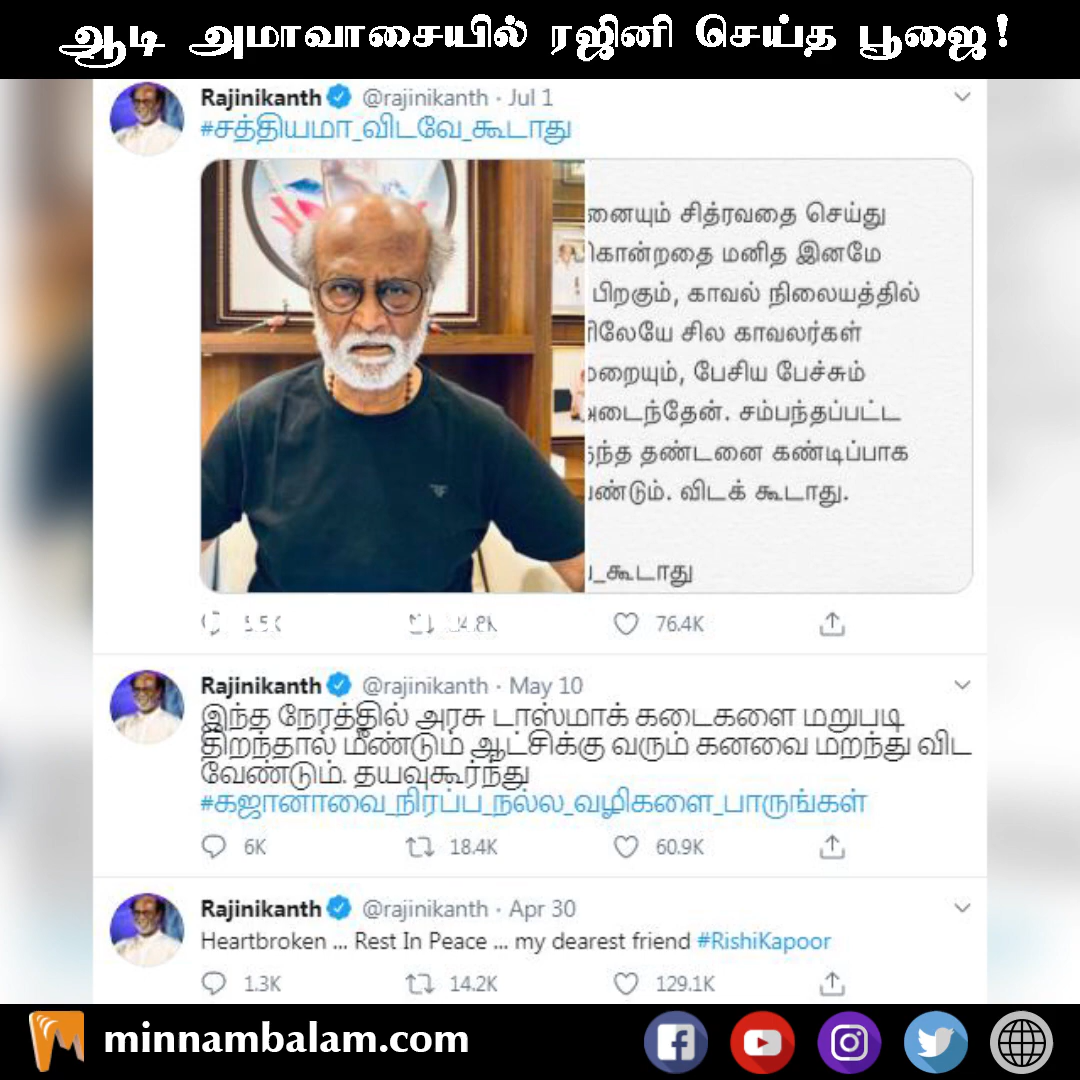 ஆடி அமாவாசையில் ரஜினி செய்த பூஜை!
Rajinikanth @rajinikanth · Jul 1
#சத்தியமா_விடவே_கூடாது
சித்ரவதை செய்து
மனித இனமே
பிறகும், காவல் நிலையத்தில்
சில காவலர்கள்
பேசிய பேச்சும்
சம்பந்தப்பட்ட
தண்டனை கண்டிப்பாக
விடக் கூடாது.
_கூடாது
76.4K
Rajinikanth @rajinikanth · May 10
இந்த நேரத்தில் அரசு டாஸ்மாக் கடைகளை மறுபடி
திறந்தால் மீண்டும் ஆட்சிக்கு வரும் கனவை மறந்து விட
வேண்டும். தயவுகூர்ந்து
#கஜானாவை_நிரப்ப_நல்ல_வழிகளை_பாருங்கள்
6K 18.4K 60.9K
Rajinikanth @rajinikanth · Apr 30
Heartbroken ... Rest In Peace ... my dearest friend #RishiKapoor
1.3K 14.2K 129.1K
minnambalam.com